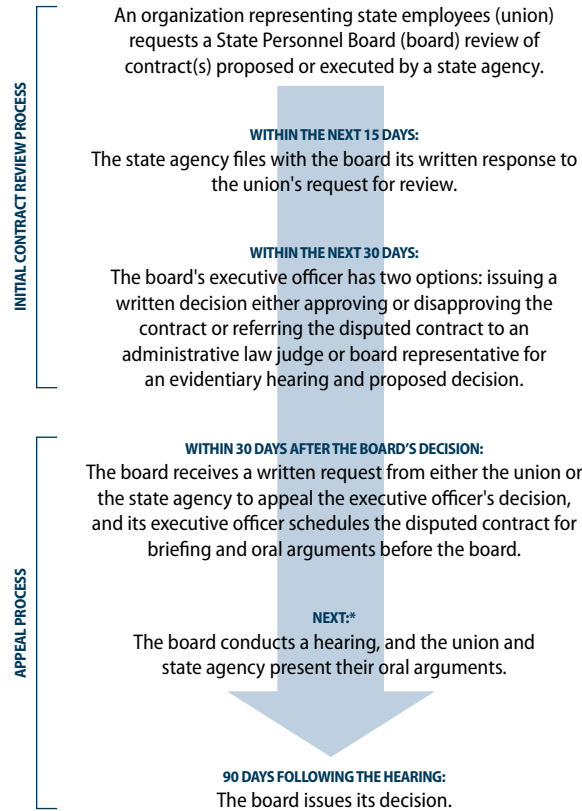 INITIAL CONTRACT REVIEW PROCESS
An organization representing state employees (union)
requests a State Personnel Board (board) review of
contract(s) proposed or executed by a state agency.
WITHIN THE NEXT 15 DAYS:
The state agency files with the board its written response to
the union's request for review.
WITHIN THE NEXT 30 DAYS:
The board's executive officer has two options: issuing a
written decision either approving or disapproving the
contract or referring the disputed contract to an
administrative law judge or board representative for
an evidentiary hearing and proposed decision.
APPEAL PROCESS
WITHIN 30 DAYS AFTER THE BOARD’S DECISION:
The board receives a written request from either the union or
the state agency to appeal the executive officer's decision,
and its executive officer schedules the disputed contract for
briefing and oral arguments before the board.
NEXT:*
The board conducts a hearing, and the union and
state agency present their oral arguments.
90 DAYS FOLLOWING THE HEARING:
The board issues its decision.